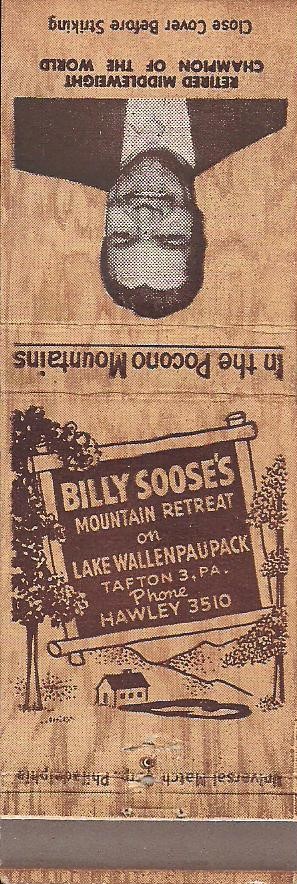 Close Cover Before Striking
RETIRED MIDDLEWEIGHT
CHAMPION OF THE WORLD
In the Pocono Mountains
BILLY SOOSE'S
MOUNTAIN RETREAT
on
LAKE WALLENPAUPACK
TAFTON 3, PA.
Phone
HAWLEY 3510
Universal Match Philadelphia